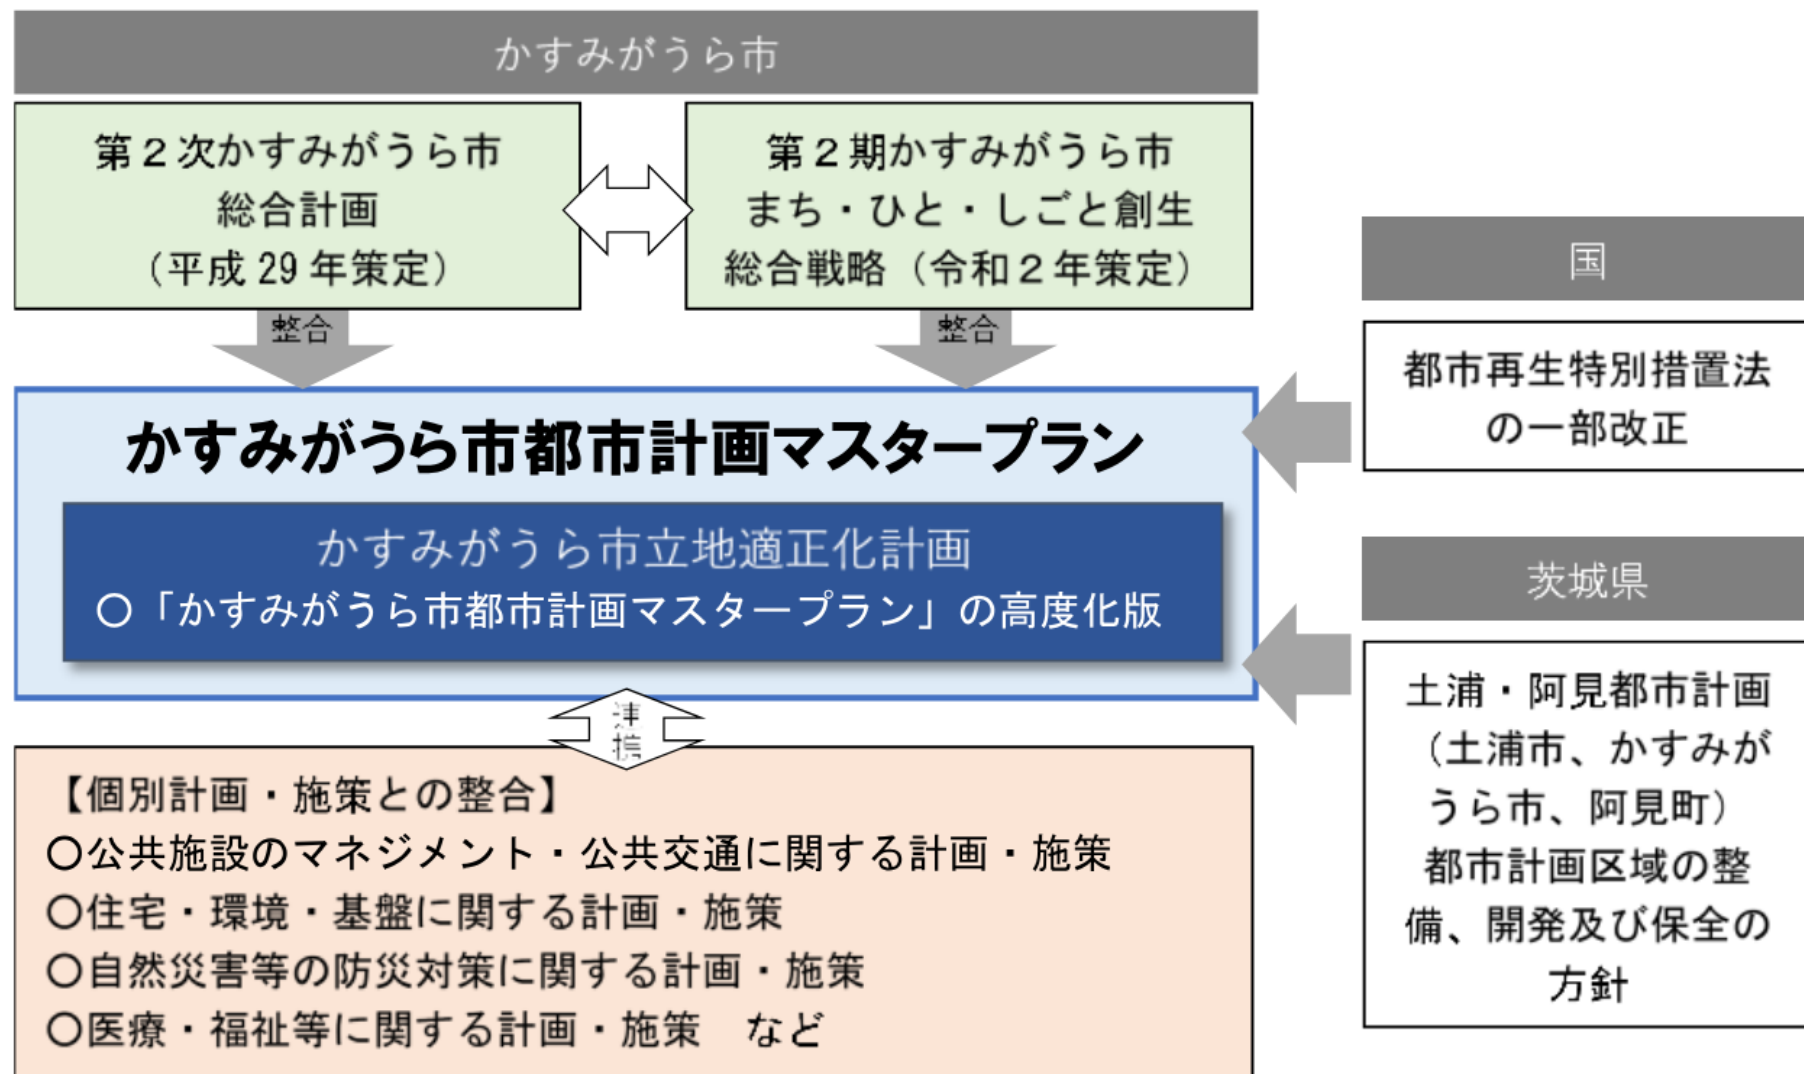 かすみがうら市
第２次かすみがうら市
総合計画
（平成 29 年策定）
第２期かすみがうら市
まち・ひと・しごと創生
総合戦略（令和２年策定）
整合
整合
かすみがうら市都市計画マスタープラン
かすみがうら市立地適正化計画
〇「かすみがうら市都市計画マスタープラン」の高度化版
連
携
【個別計画・施策との整合】
〇公共施設のマネジメント・公共交通に関する計画・施策
〇住宅・環境・基盤に関する計画・施策
〇自然災害等の防災対策に関する計画・施策
〇医療・福祉等に関する計画・施策　など
国
都市再生特別措置法
の一部改正
茨城県
土浦・阿見都市計画
（土浦市、かすみが
うら市、阿見町）
都市計画区域の整
備、開発及び保全の
方針